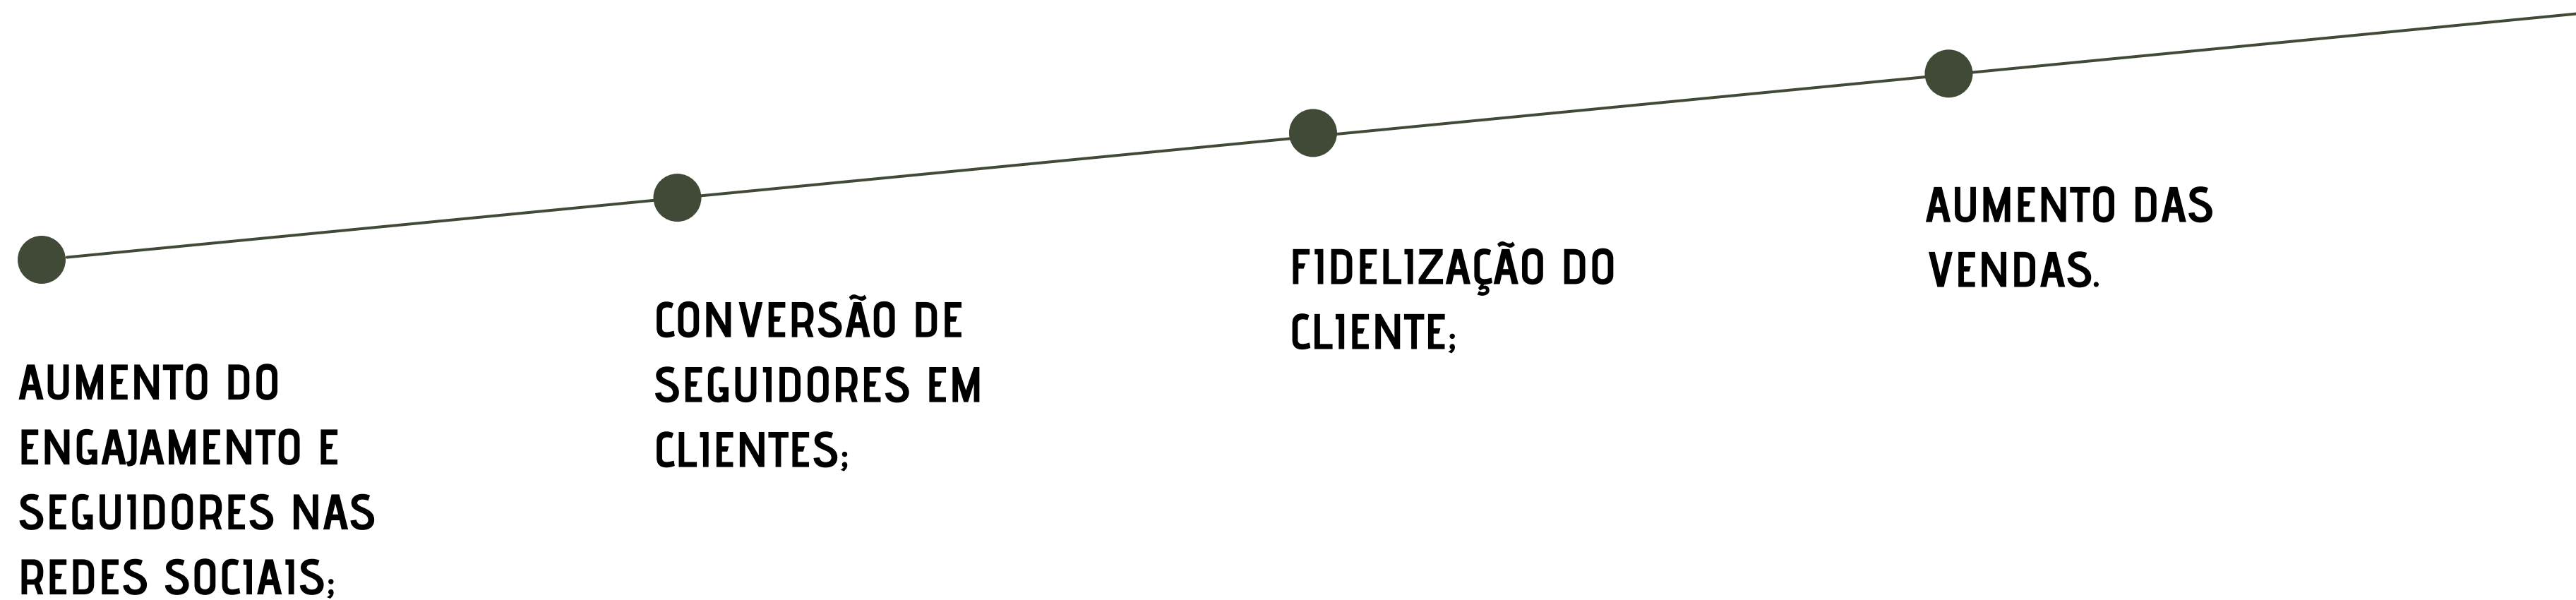 AUMENTO DO
ENGAJAMENTO E
SEGUIDORES NAS
REDES SOCIAIS;
CONVERSÃO DE
SEGUIDORES EM
CLIENTES;
FIDELIZAÇÃO DO
CLIENTE;
AUMENTO DAS
VENDAS.